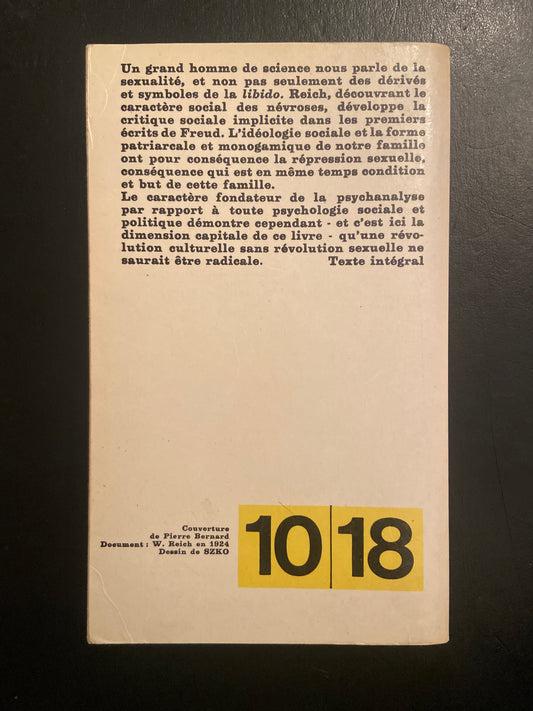 Un grand homme de science nous parle de la
sexualité, et non pas seulement des dérivés
et symboles de la libido. Reich, découvrant le
caractère social des névroses, développe la
critique sociale implicite dans les premiers
écrits de Freud. L'idéologie sociale et la forme
patriarcale et monogamique de notre famille
ont pour conséquence la répression sexuelle,
conséquence qui est en même temps condition
et but de cette famille.
Le caractère fondateur de la psychanalyse
par rapport à toute psychologie sociale et
politique démontre cependant - et c'est ici la
dimension capitale de ce livre - qu'une révo-
lution culturelle sans révolution sexuelle ne
saurait être radicale. Texte intégral
Couverture
de Pierre Bernard
Document : W. Reich en 1924
Dessin de SZKO
10 18